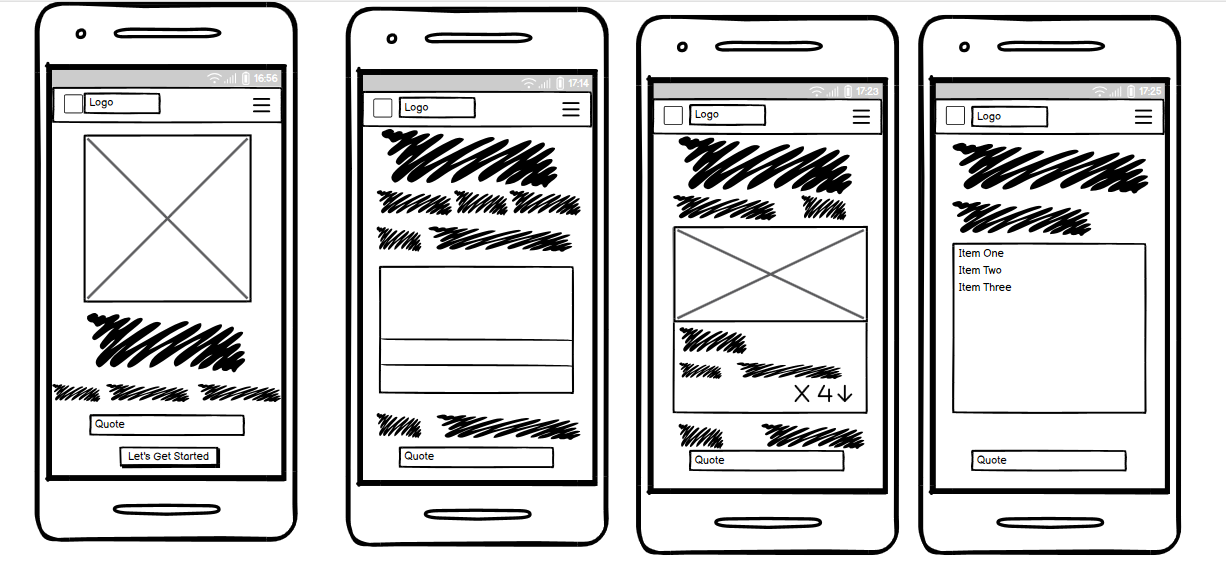 16:56
Logo
Quote
Let's Get Started
17:14
Logo
Quote
17:23
Logo
X 4↓
Quote
17:25
Logo
Item One
Item Two
Item Three
Quote